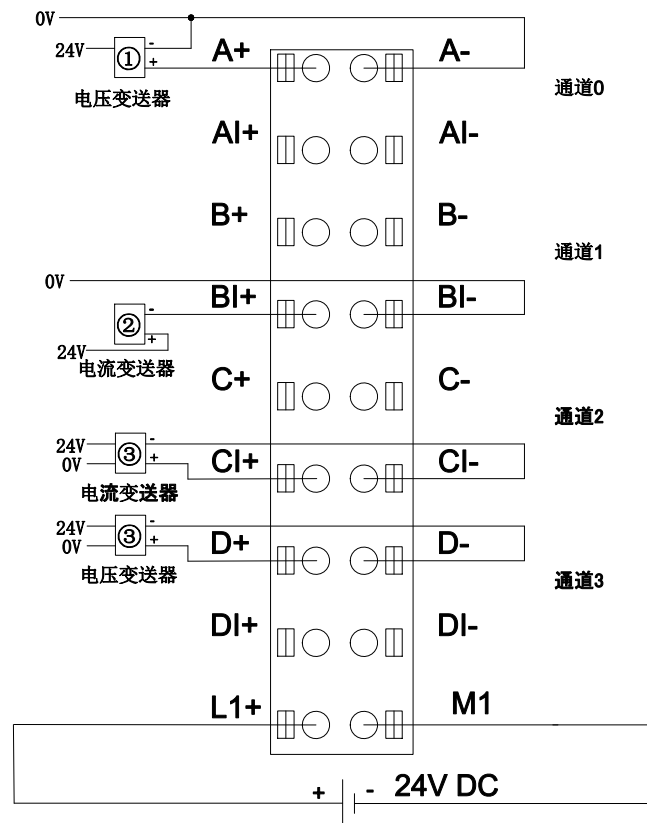 0V
24V ① - +
A+ A-
电压变送器
通道0
AI+ AI-
B+ B-
通道1
0V
BI+ BI-
② - +
24V
电流变送器
C+ C-
通道2
24V ③ -
0V +
CI+ CI-
电流变送器
24V ③ -
0V +
D+ D-
电压变送器
通道3
DI+ DI-
L1+ M1
+ - 24V DC